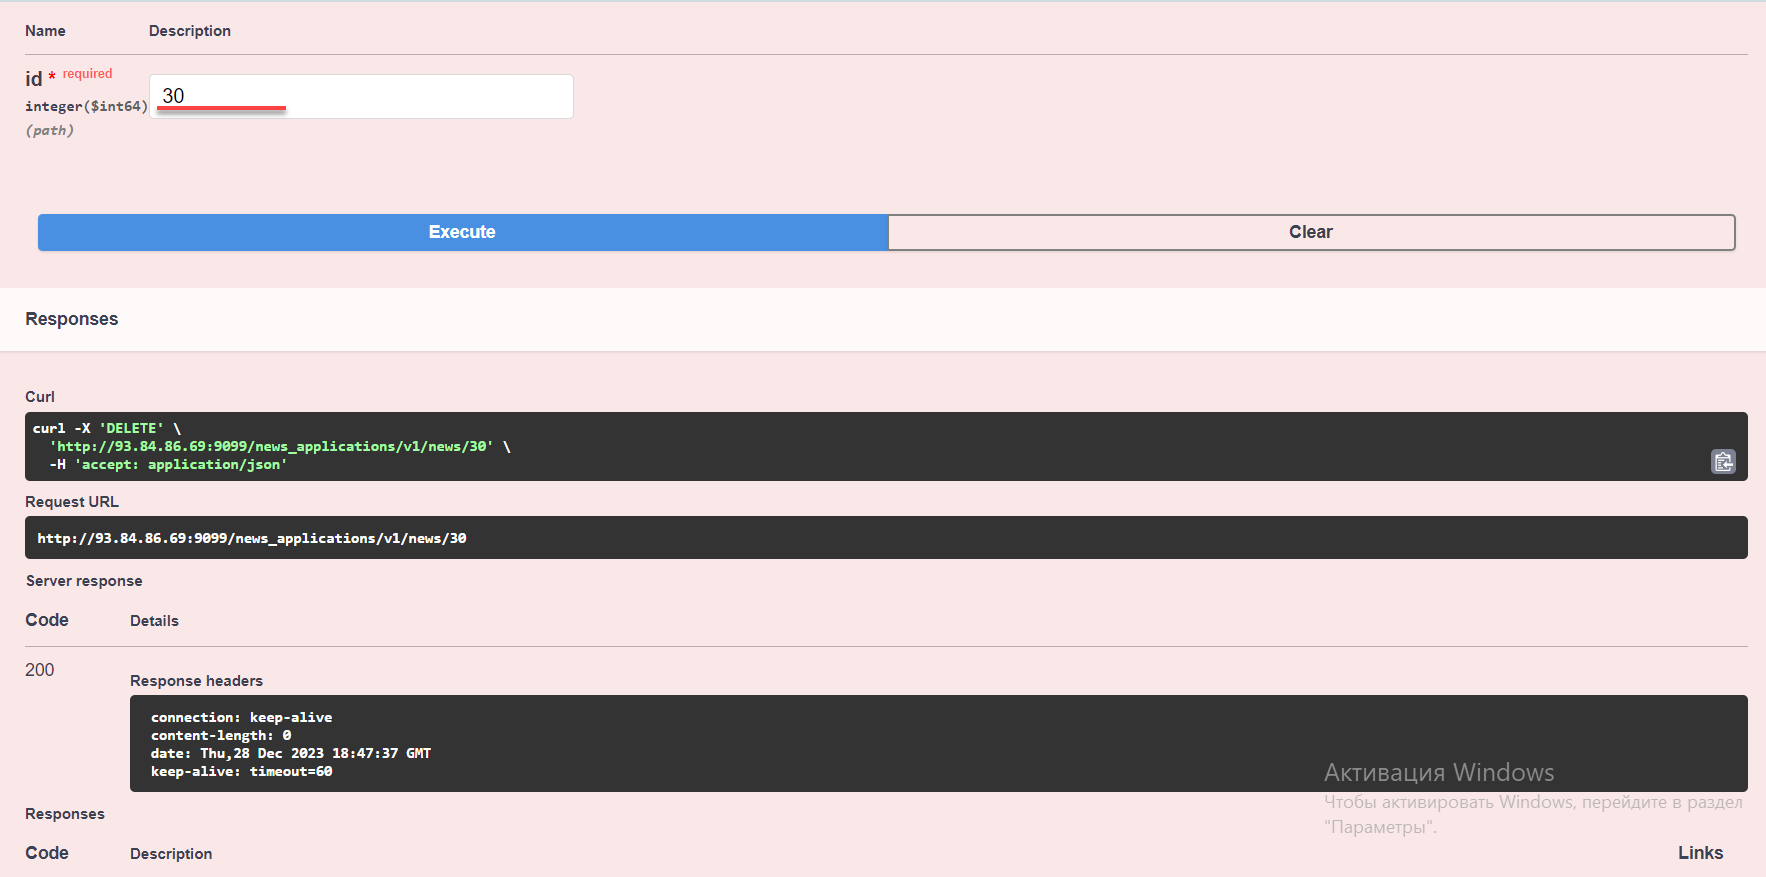 Name Description
id * required
30
integer($int64)
(path)
Execute Clear
Responses
Curl
curl -X 'DELETE' \
'http://93.84.86.69:9099/news_applications/v1/news/30' \
-H 'accept: application/json'
Request URL
http://93.84.86.69:9099/news_applications/v1/news/30
Server response
Code Details
200
Response headers
connection: keep-alive
content-length: 0
date: Thu,28 Dec 2023 18:47:37 GMT
keep-alive: timeout=60
Активация Windows
Чтобы активировать Windows, перейдите в раздел
"Параметры".
Responses
Code Description Links